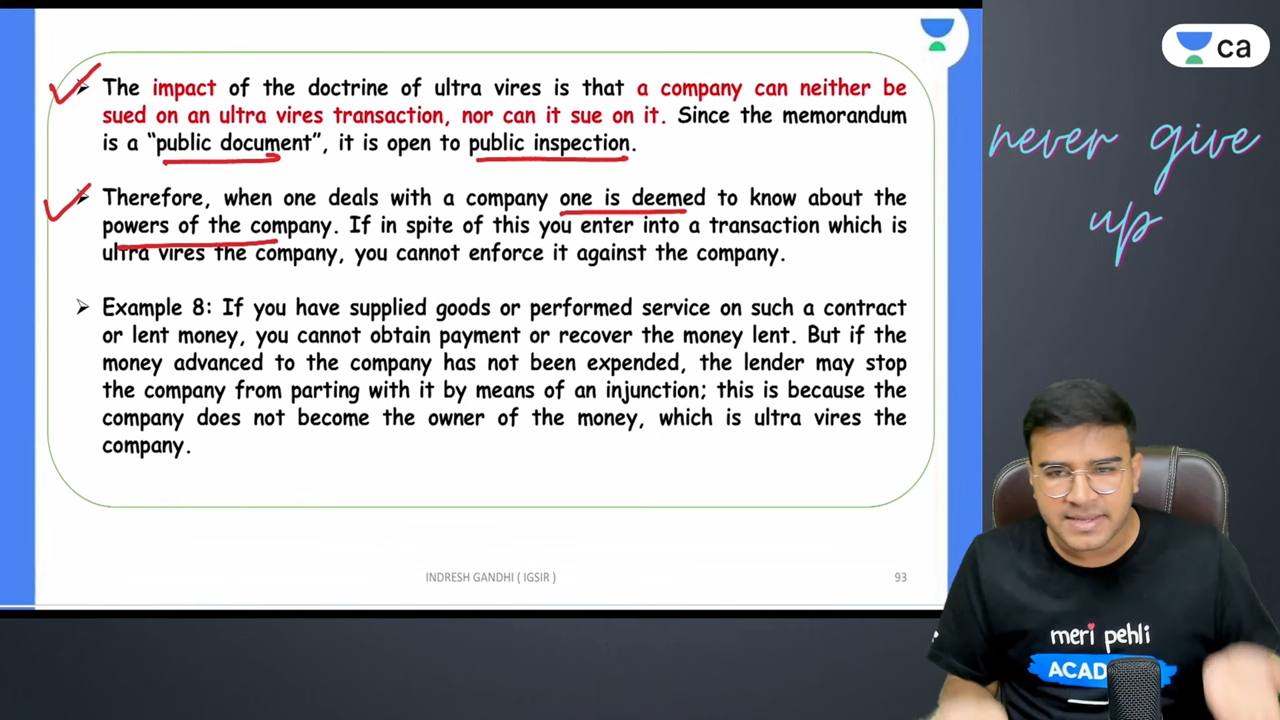 The impact of the doctrine of ultra vires is that a company can neither be
sued on an ultra vires transaction, nor can it sue on it. Since the memorandum
is a “public document”, it is open to public inspection.
Therefore, when one deals with a company one is deemed to know about the
powers of the company. If in spite of this you enter into a transaction which is
ultra vires the company, you cannot enforce it against the company.
Example 8: If you have supplied goods or performed service on such a contract
or lent money, you cannot obtain payment or recover the money lent. But if the
money advanced to the company has not been expended, the lender may stop
the company from parting with it by means of an injunction; this is because the
company does not become the owner of the money, which is ultra vires the
company.
INDRESH GANDHI ( IGSIR )
93
ca
never give
up
meri pehli